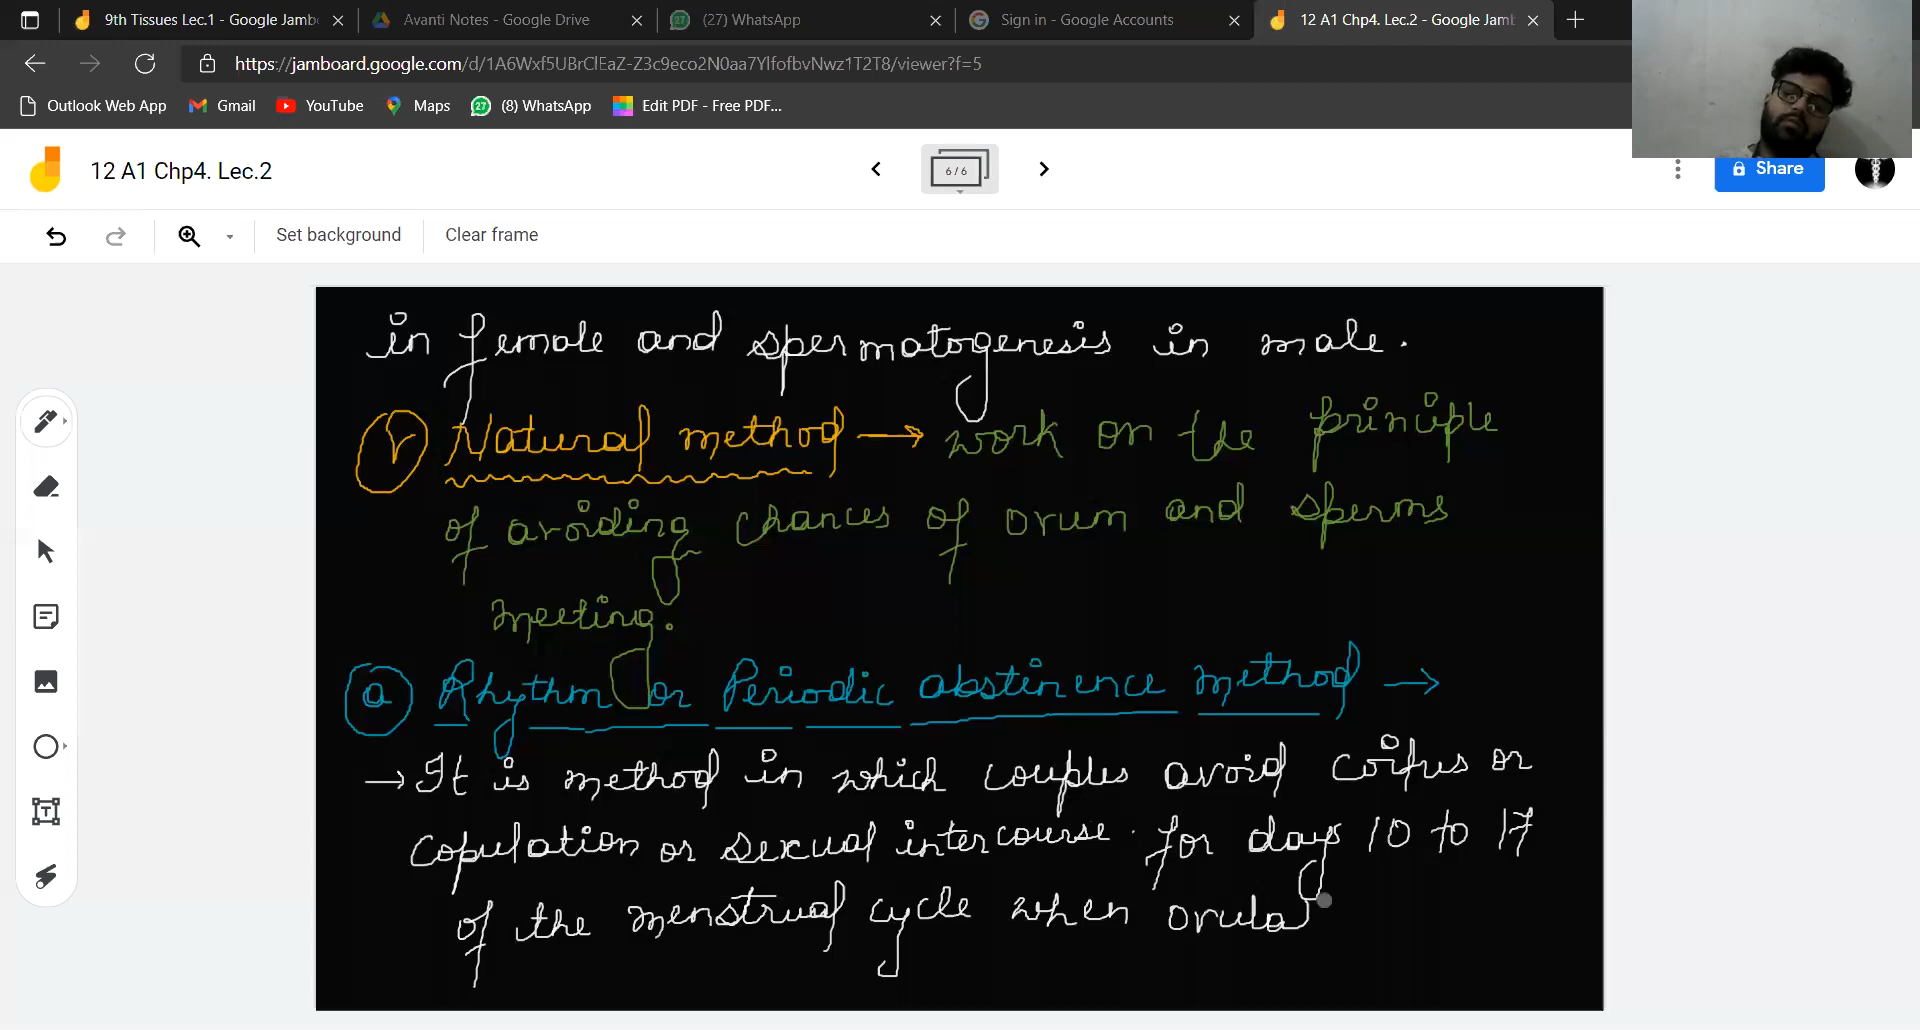 9th Tissues Lec.1 - Google Jamb
Avanti Notes - Google Drive
(27) WhatsApp
Sign in - Google Accounts
12 A1 Chp4. Lec.2 - Google Jamb
https://jamboard.google.com/d/1A6Wxf5UBrClEaZ-Z3c9eco2N0aa7YlfofbvNwz1T2T8/viewer?f=5
Outlook Web App
Gmail
YouTube
Maps
27
(8) WhatsApp
Edit PDF - Free PDF...
12 A1 Chp4. Lec.2
6 / 6
Share
Set background
Clear frame
in female and spermatogenesis in male.
Natural method → work on the principle
of avoiding chances of ovum and sperms
meeting.
a Rhythm or Periodic abstinence method →
→ It is method in which couples avoid coitus or
copulation or sexual intercourse for days 10 to 17
of the menstrual cycle when ovula